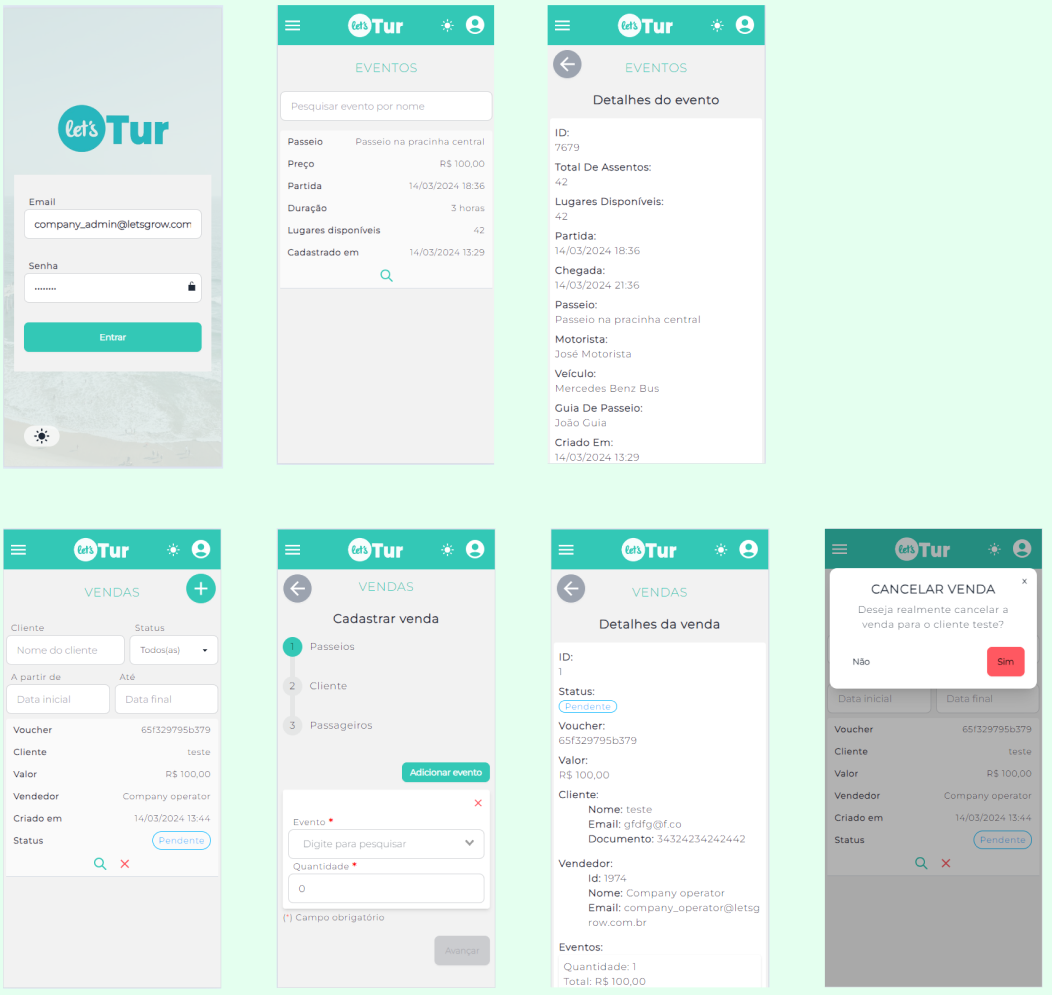 let's Tur
Email
company_admin@letsgrow.com
Senha
........
Entrar
let's Tur
EVENTOS
Pesquisar evento por nome
Passeio Passeio na pracinha central
Preço R$ 100,00
Partida 14/03/2024 18:36
Duração 3 horas
Lugares disponíveis 42
Cadastrado em 14/03/2024 13:29
let's Tur
EVENTOS
Detalhes do evento
ID:
7679
Total De Assentos:
42
Lugares Disponíveis:
42
Partida:
14/03/2024 18:36
Chegada:
14/03/2024 21:36
Passeio:
Passeio na pracinha central
Motorista:
José Motorista
Veículo:
Mercedes Benz Bus
Guia De Passeio:
João Guia
Criado Em:
14/03/2024 13:29
let's Tur
VENDAS
+
Cliente Status
Nome do cliente Todos(as)
A partir de Até
Data inicial Data final
Voucher 65f329795b379
Cliente teste
Valor R$ 100,00
Vendedor Company operator
Criado em 14/03/2024 13:44
Status Pendente
let's Tur
VENDAS
Cadastrar venda
1 Passeios
2 Cliente
3 Passageiros
Adicionar evento
Evento *
Digite para pesquisar
Quantidade *
0
(*) Campo obrigatório
Avançar
let's Tur
VENDAS
Detalhes da venda
ID:
1
Status:
Pendente
Voucher:
65f329795b379
Valor:
R$ 100,00
Cliente:
Nome: teste
Email: gfdfg@f.co
Documento: 34324234242442
Vendedor:
Id: 1974
Nome: Company operator
Email: company_operator@letsg
row.com.br
Eventos:
Quantidade: 1
Total: R$ 100,00
let's Tur
x
CANCELAR VENDA
Deseja realmente cancelar a
venda para o cliente teste?
Não Sim
Data inicial Data final
Voucher 65f329795b379
Cliente teste
Valor R$ 100,00
Vendedor Company operator
Criado em 14/03/2024 13:44
Status Pendente